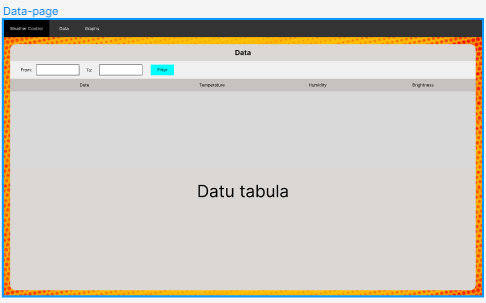 Data-page
Weather Control Data Graphs
Data
From: To: Filter
Date Temperature Humidity Brightness
Datu tabula